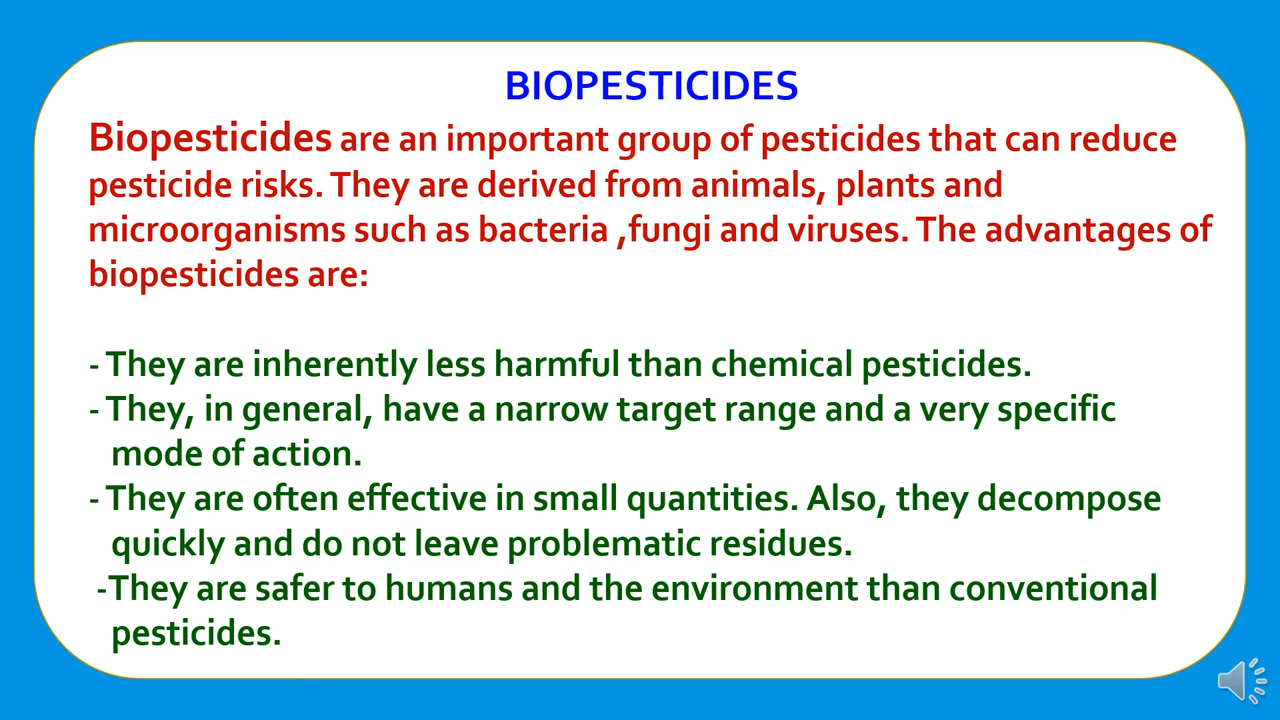 BIOPESTICIDES
Biopesticides are an important group of pesticides that can reduce
pesticide risks. They are derived from animals, plants and
microorganisms such as bacteria ,fungi and viruses. The advantages of
biopesticides are:
- They are inherently less harmful than chemical pesticides.
- They, in general, have a narrow target range and a very specific
mode of action.
- They are often effective in small quantities. Also, they decompose
quickly and do not leave problematic residues.
-They are safer to humans and the environment than conventional
pesticides.